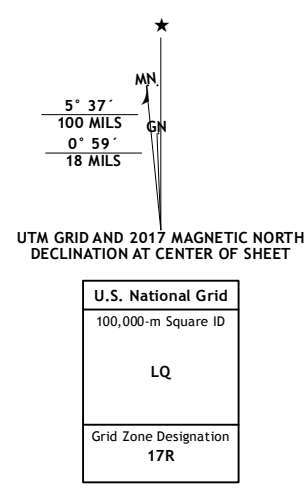 ★
MN
5° 37´
100 MILS
GN
0° 59´
18 MILS
UTM GRID AND 2017 MAGNETIC NORTH
DECLINATION AT CENTER OF SHEET
U.S. National Grid
100,000-m Square ID
LQ
Grid Zone Designation
17R